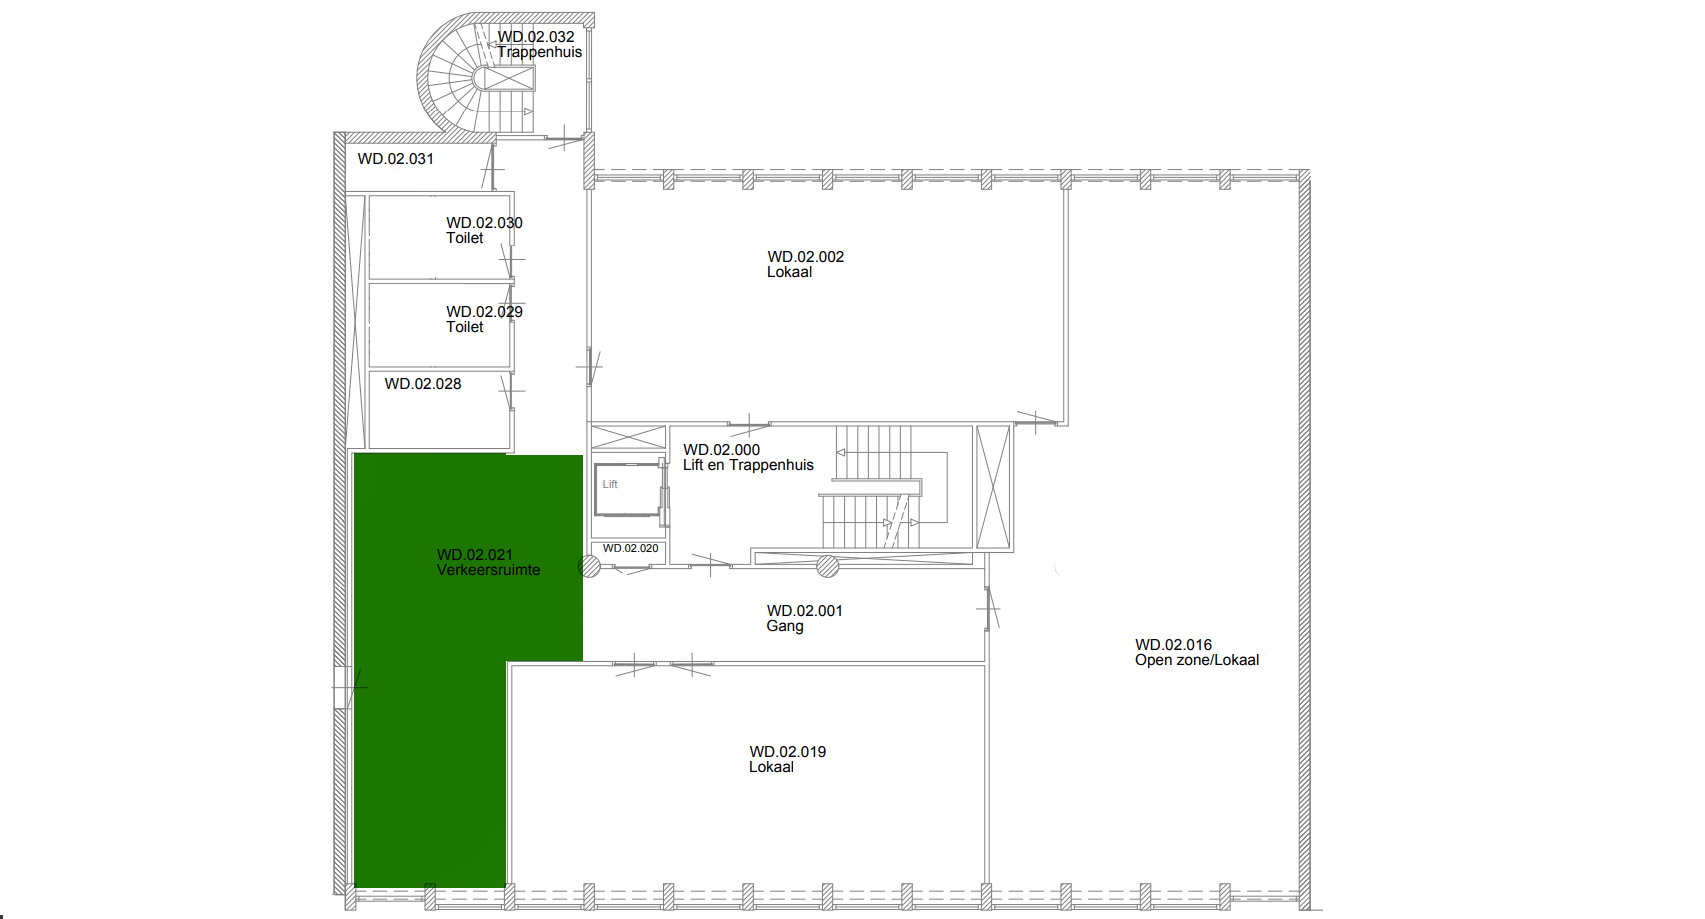 WD.02.032
Trappenhuis
WD.02.031
WD.02.030
Toilet
WD.02.029
Toilet
WD.02.028
WD.02.002
Lokaal
WD.02.000
Lift en Trappenhuis
Lift
WD.02.020
WD.02.021
Verkeersruimte
WD.02.001
Gang
WD.02.016
Open zone/Lokaal
WD.02.019
Lokaal